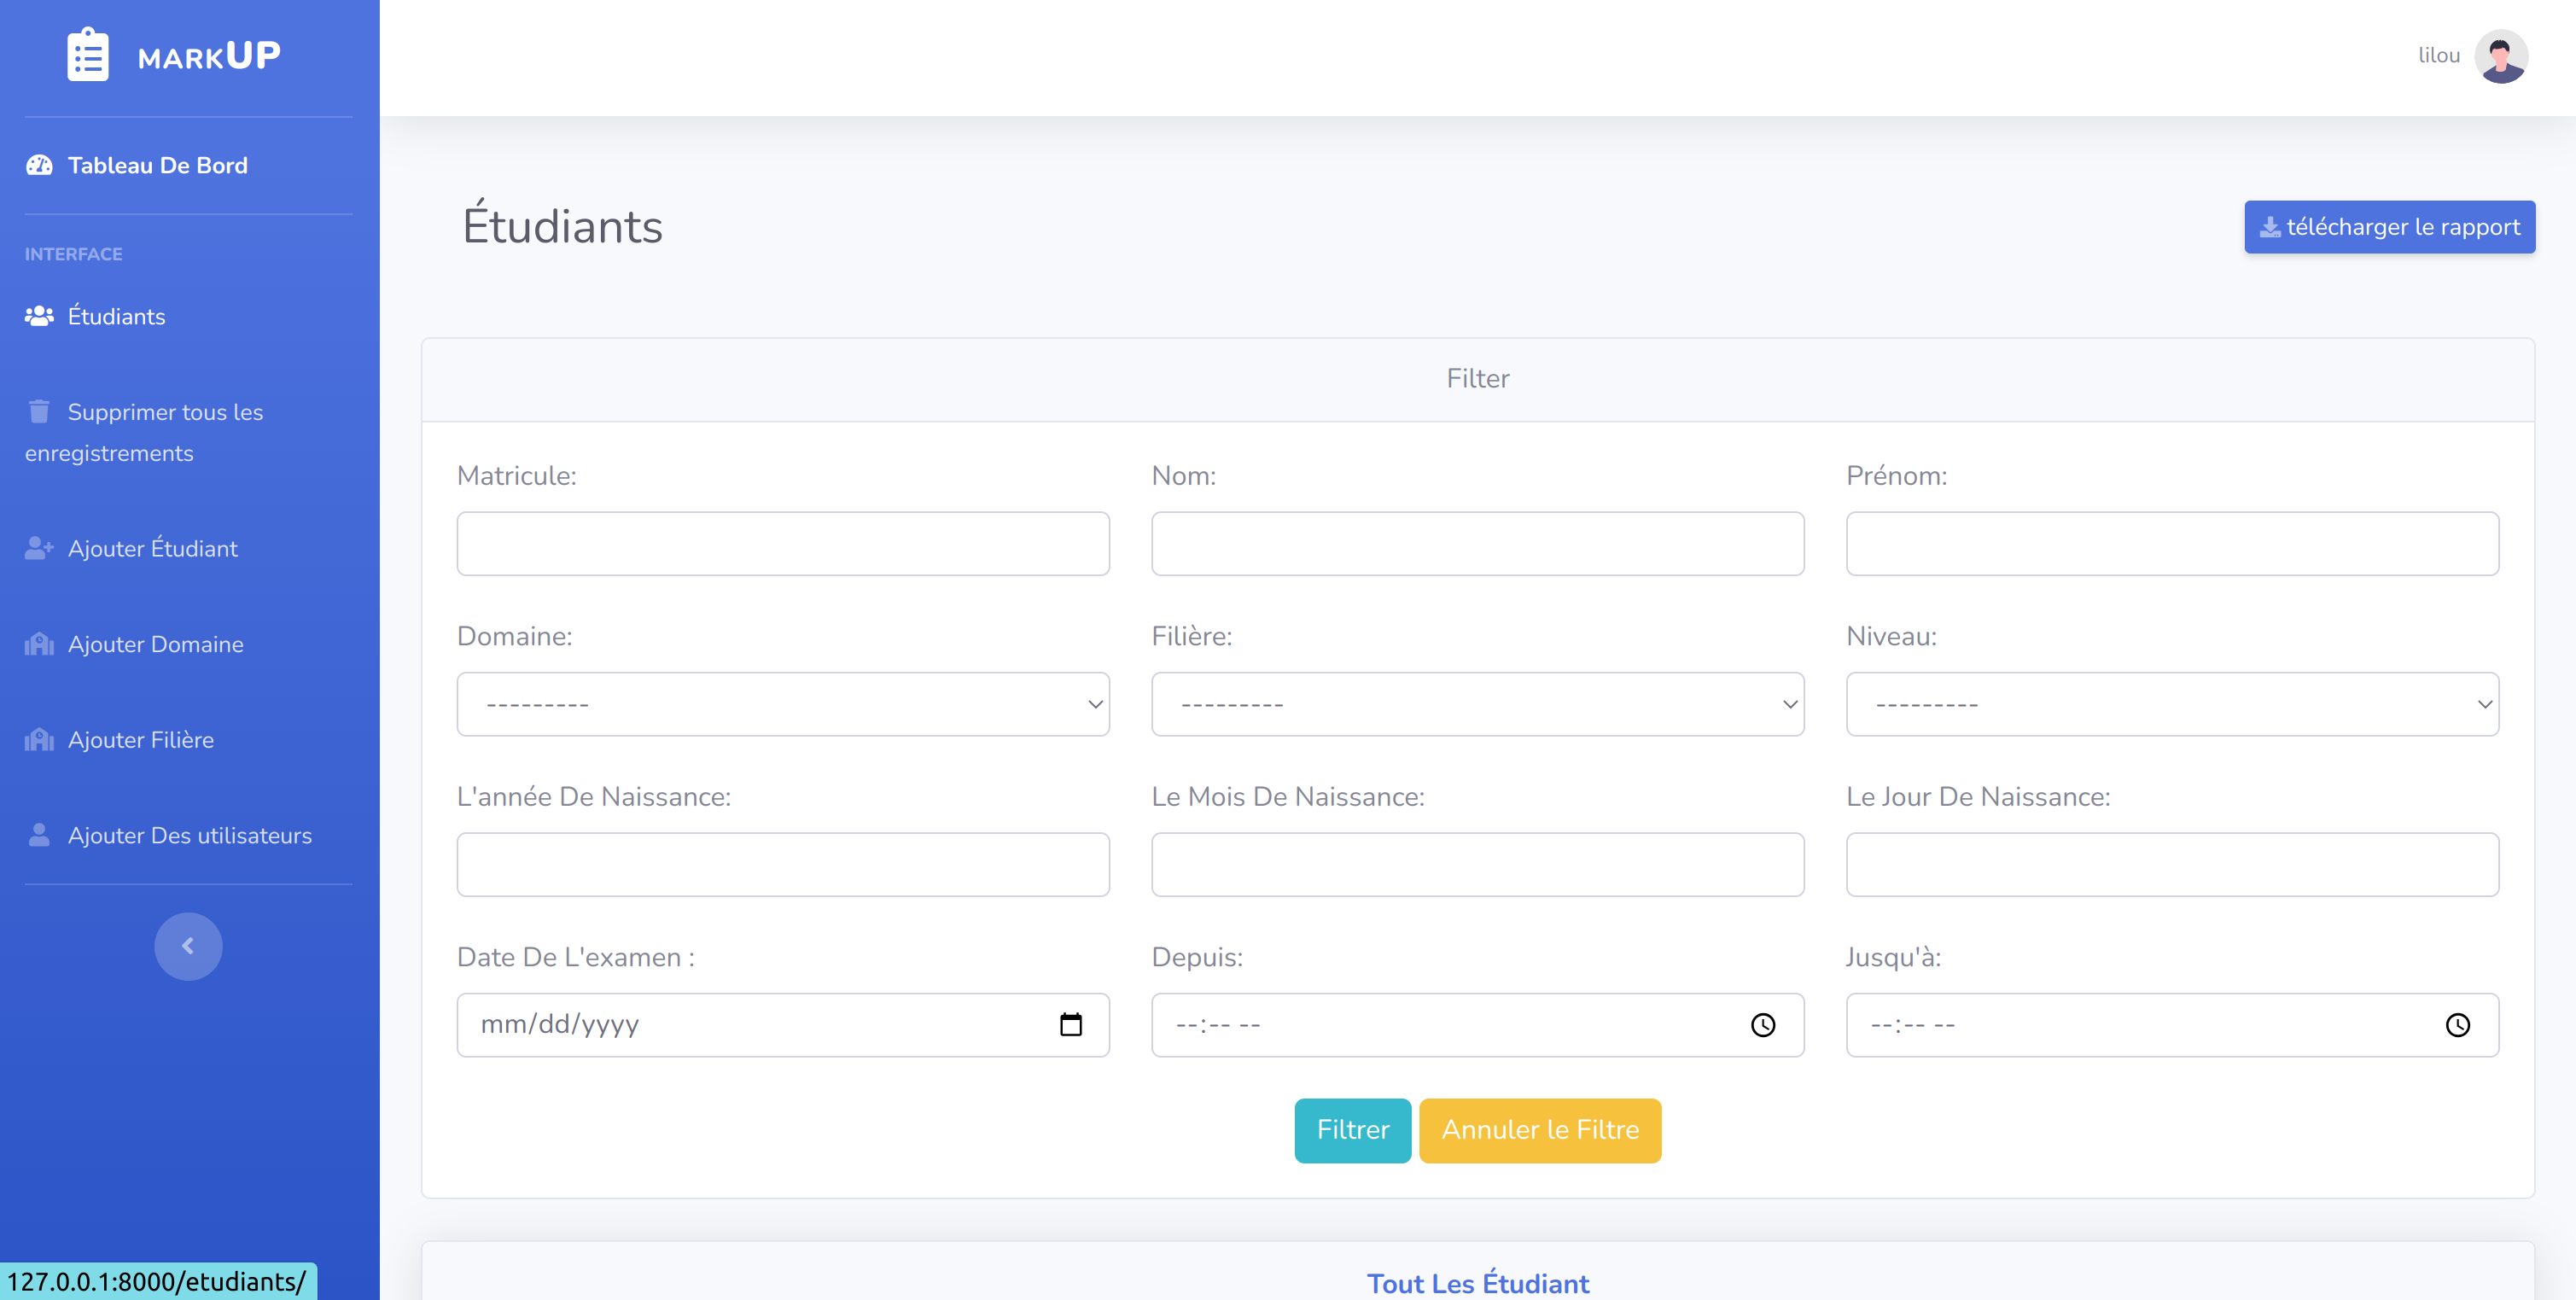 MARKUP
lilou
Tableau De Bord
Étudiants
télécharger le rapport
INTERFACE
Étudiants
Supprimer tous les
enregistrements
Ajouter Étudiant
Ajouter Domaine
Ajouter Filière
Ajouter Des utilisateurs
Filter
Matricule:
Nom:
Prénom:
Domaine:
Filière:
Niveau:
---------
---------
---------
L'année De Naissance:
Le Mois De Naissance:
Le Jour De Naissance:
Date De L'examen :
Depuis:
Jusqu'à:
mm/dd/yyyy
--:-- --
--:-- --
Filtrer
Annuler le Filtre
Tout Les Étudiant
127.0.0.1:8000/etudiants/